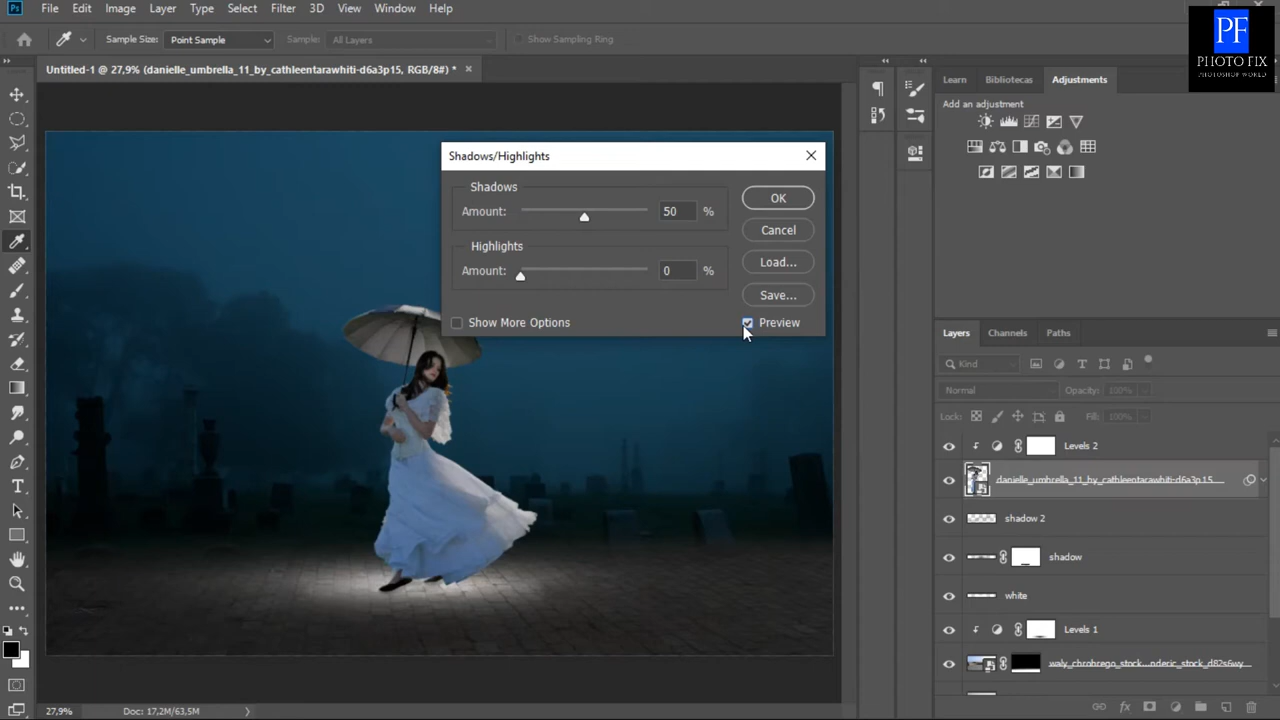 Ps File Edit Image Layer Type Select Filter 3D View Window Help
PF
PHOTO FIX
PHOTOSHOP WORLD
Sample Size: Point Sample Sample: All Layers Show Sampling Ring
Untitled-1 @ 27,9% (danielle_umbrella_11_by_cathleentarawhiti-d6a3p15, RGB/8#) *
Learn Bibliotecas Adjustments
Add an adjustment
Shadows/Highlights
Shadows
Amount: 50 %
Highlights
Amount: 0 %
OK
Cancel
Load...
Save...
Show More Options Preview
Layers Channels Paths
Kind
Normal Opacity: 100%
Lock: Fill: 100%
Levels 2
danielle_umbrella_11_by_cathleentarawhiti-d6a3p15...
shadow 2
shadow
white
Levels 1
27,9% Doc: 17,2M/63,5M